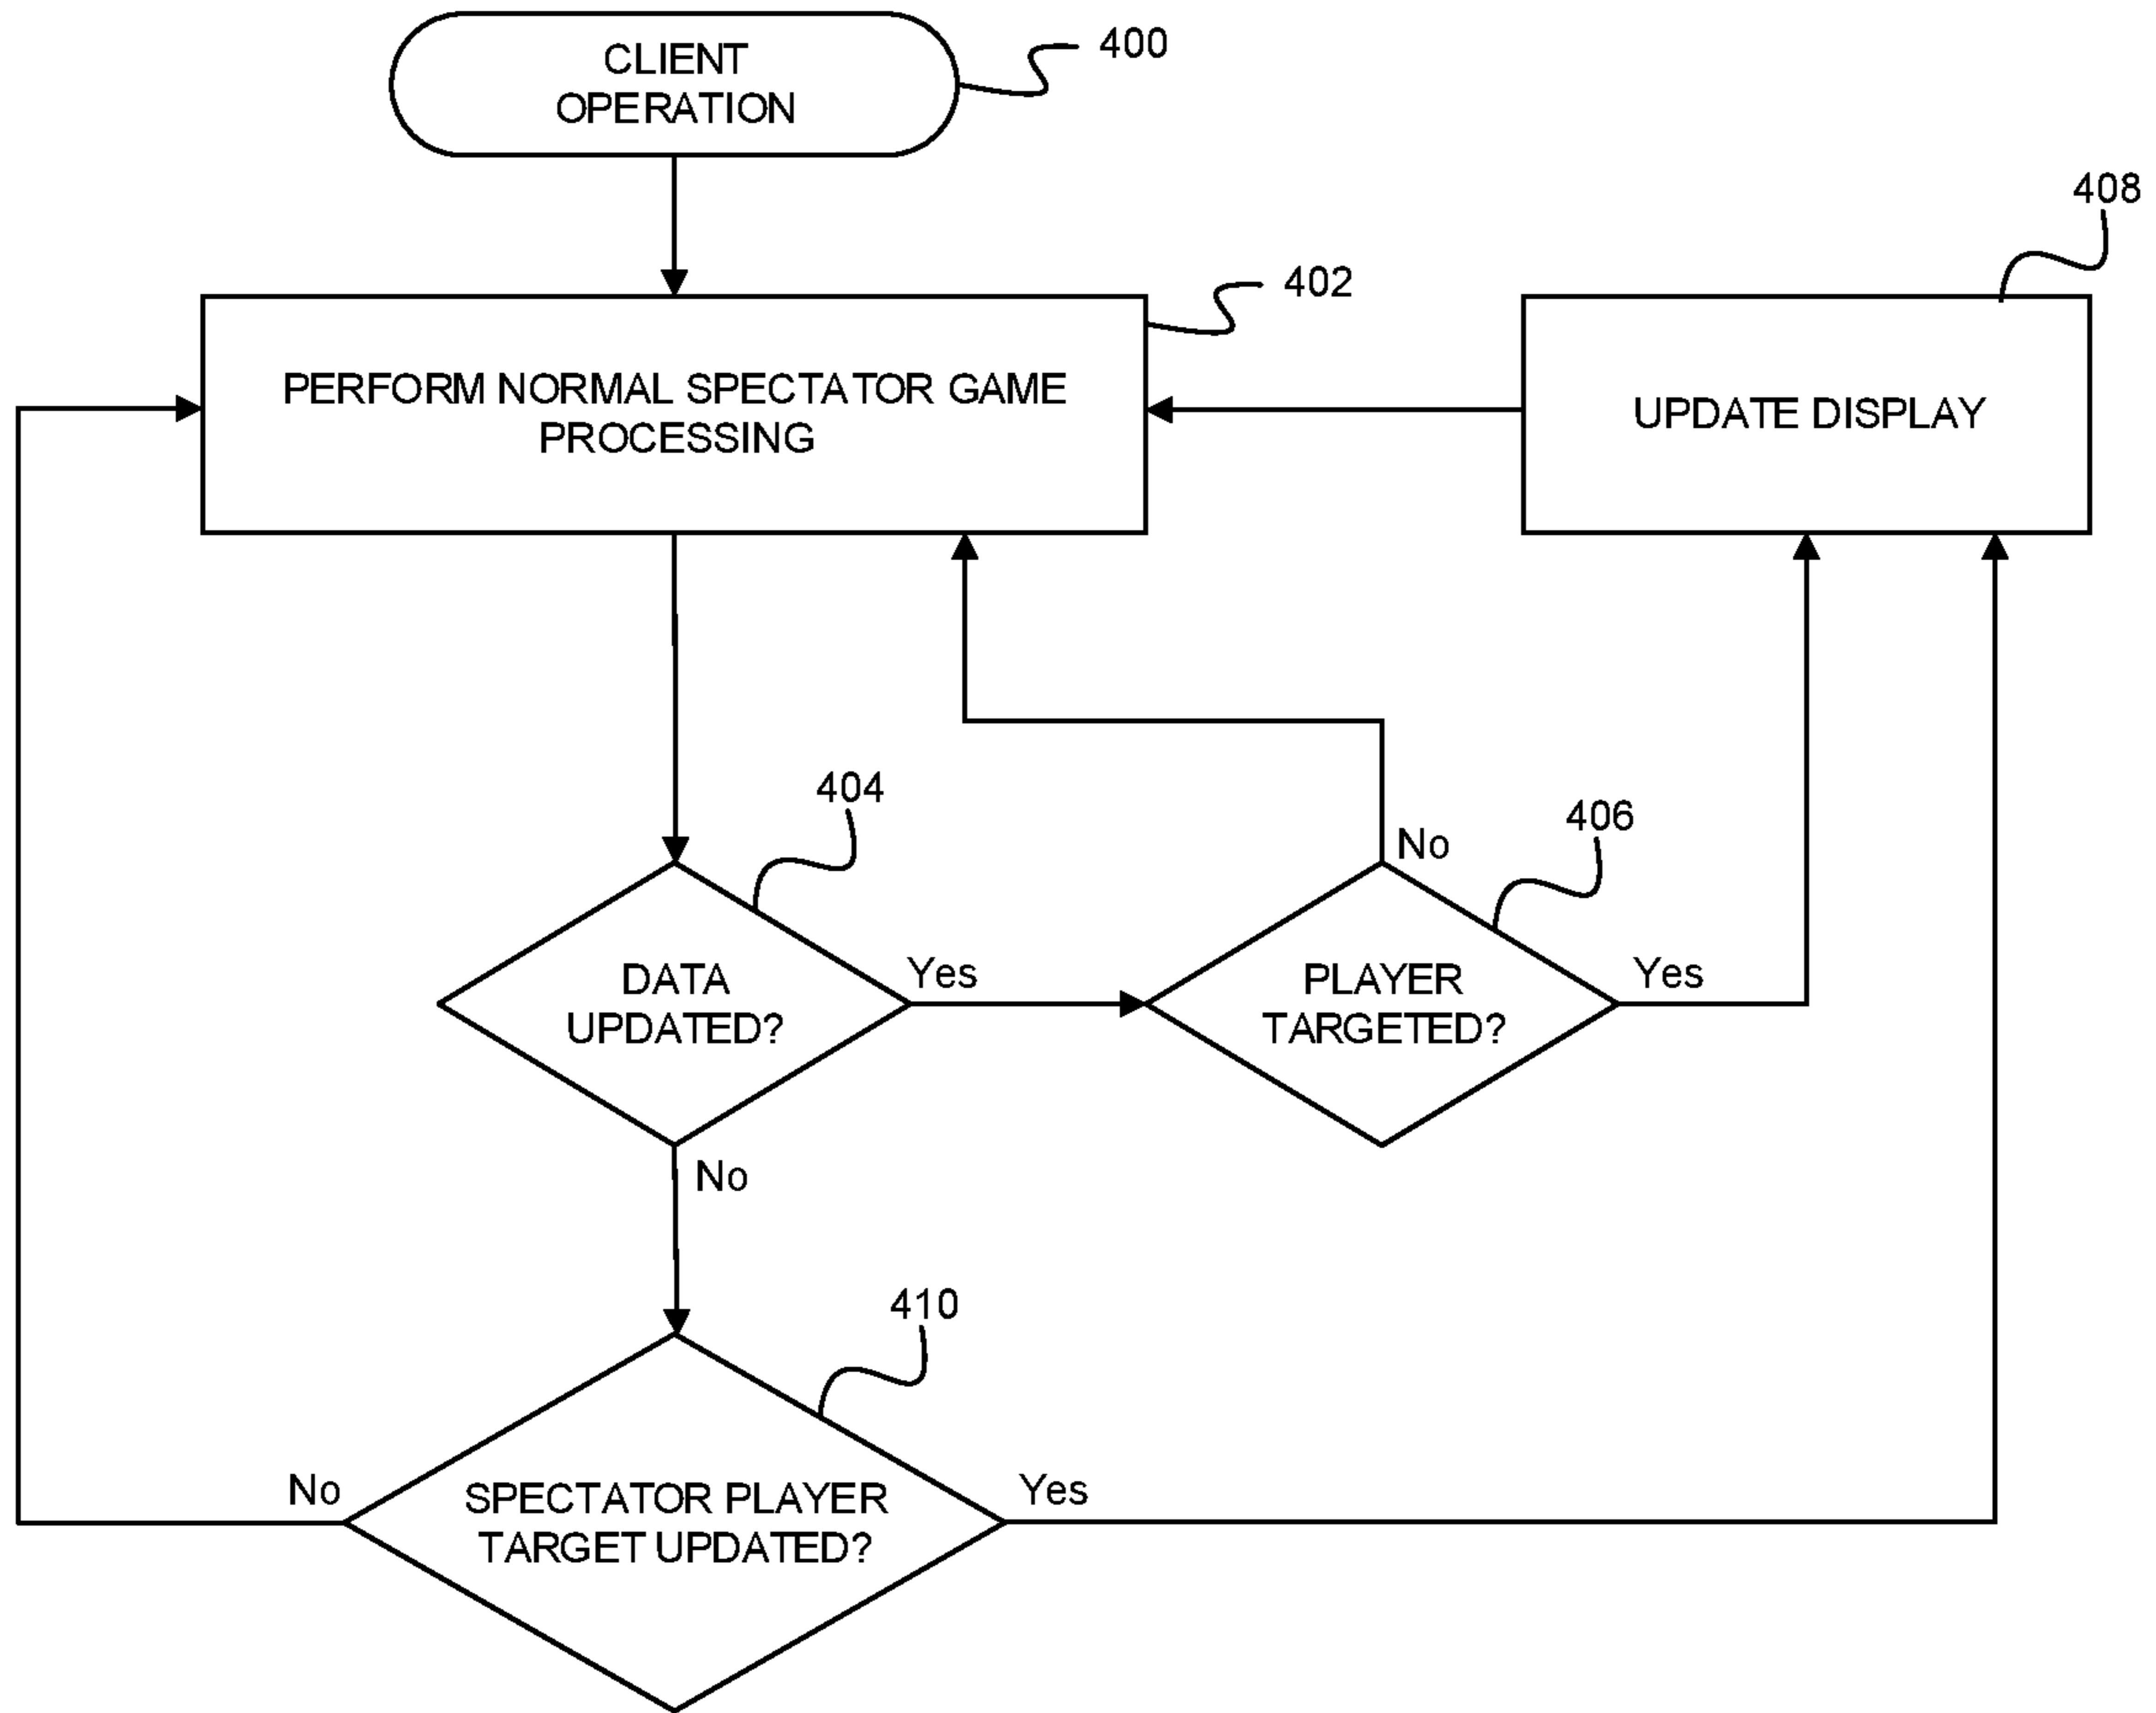 CLIENT
OPERATION
400
408
402
PERFORM NORMAL SPECTATOR GAME
PROCESSING
UPDATE DISPLAY
404
406
No
DATA
UPDATED?
Yes
PLAYER
TARGETED?
Yes
No
410
No
SPECTATOR PLAYER
TARGET UPDATED?
Yes